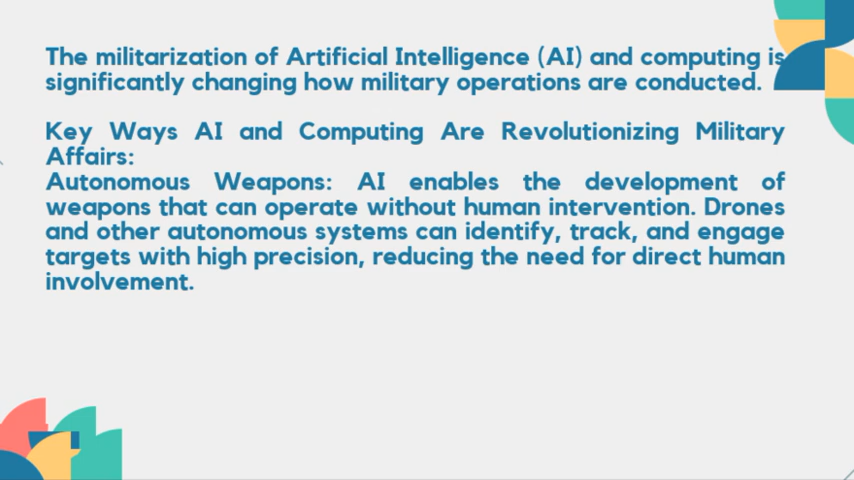 The militarization of Artificial Intelligence (AI) and computing is
significantly changing how military operations are conducted.
Key Ways AI and Computing Are Revolutionizing Military
Affairs:
Autonomous Weapons: AI enables the development of
weapons that can operate without human intervention. Drones
and other autonomous systems can identify, track, and engage
targets with high precision, reducing the need for direct human
involvement.